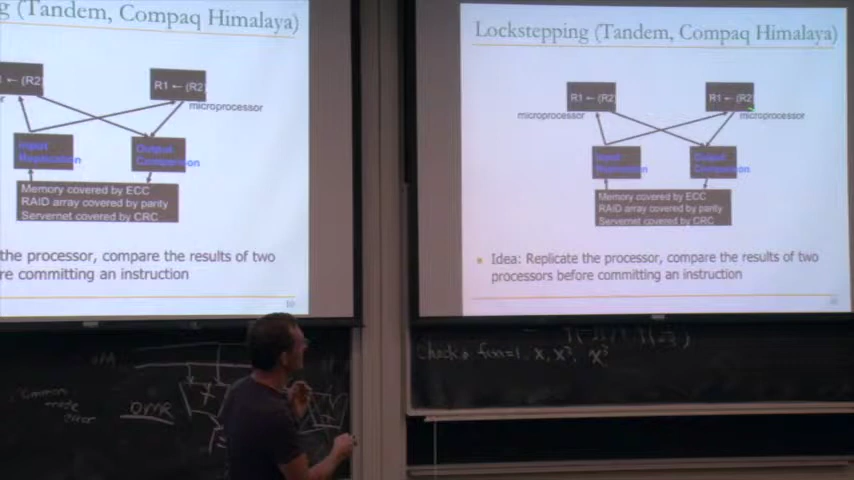 g (Tandem, Compaq Himalaya)
← (R2)
R1 ← (R2)
microprocessor
Input
Replication
Output
Comparison
Memory covered by ECC
RAID array covered by parity
Servernet covered by CRC
the processor, compare the results of two
re committing an instruction
Lockstepping (Tandem, Compaq Himalaya)
R1 ← (R2)
R1 ← (R2)
microprocessor
microprocessor
Input
Replication
Output
Comparison
Memory covered by ECC
RAID array covered by parity
Servernet covered by CRC
Idea: Replicate the processor, compare the results of two
processors before committing an instruction
Common
mode
error
DMR